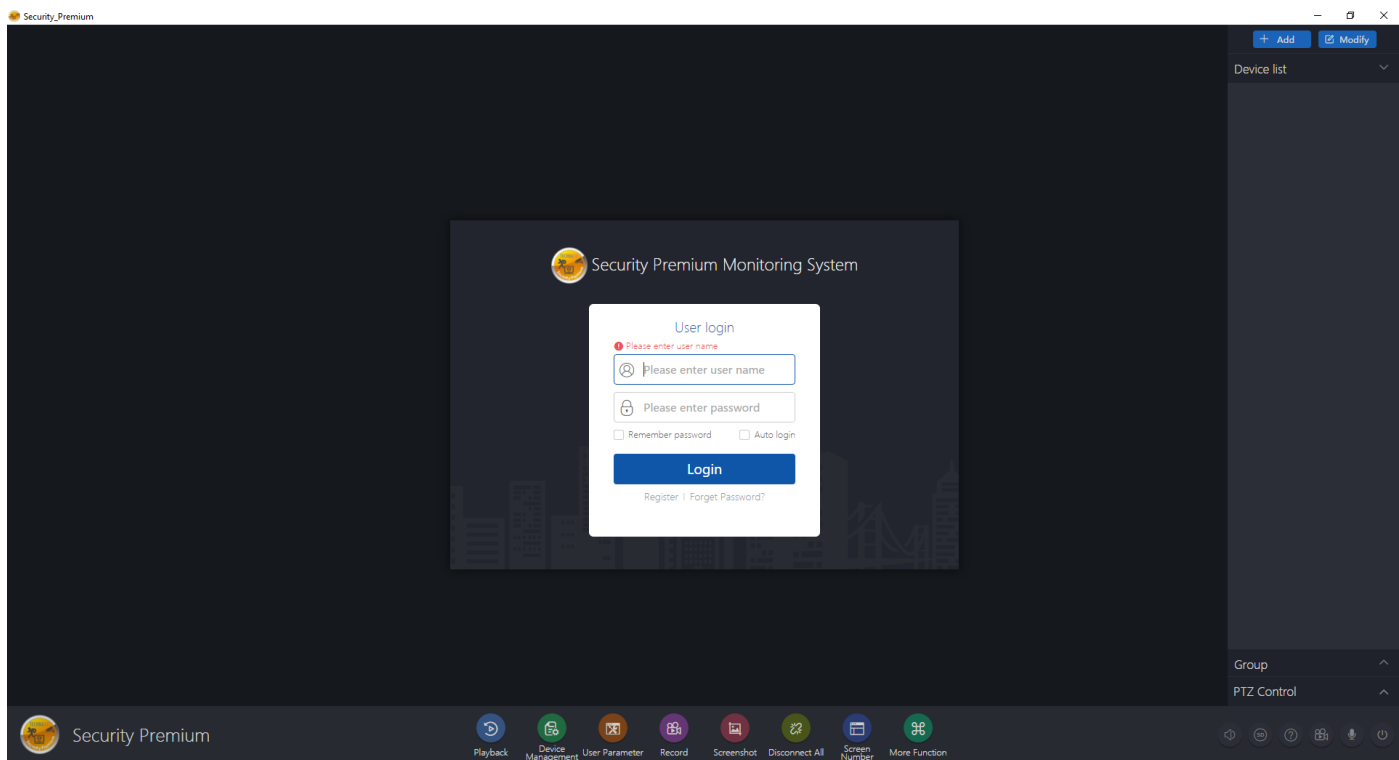 Security_Premium
Add
Modify
Device list
Security Premium Monitoring System
User login
Please enter user name
Please enter user name
Please enter password
Remember password
Auto login
Login
Register | Forget Password?
Group
PTZ Control
Security Premium
Playback
Device Management
User Parameter
Record
Screenshot
Disconnect All
Screen Number
More Function